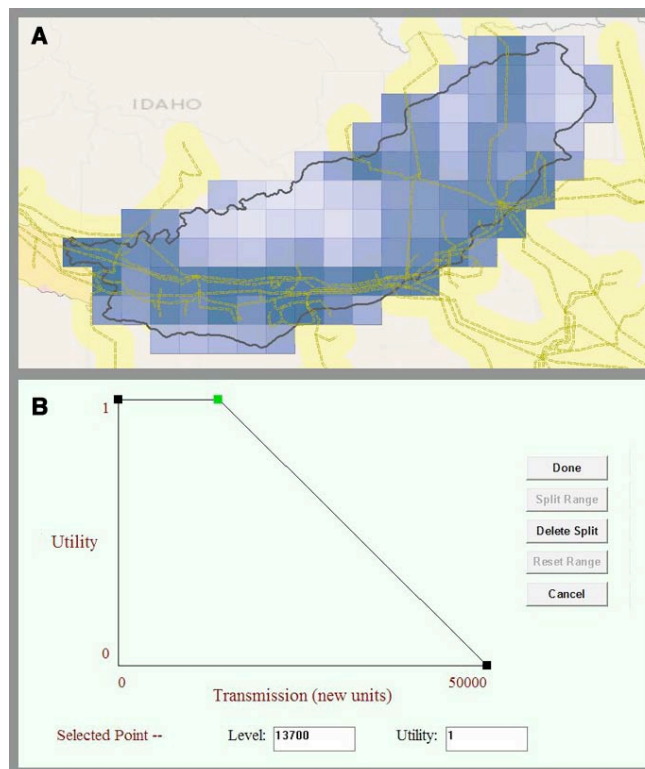 A
IDAHO
B
1
Done
Split Range
Utility
Delete Split
Reset Range
Cancel
0
0
50000
Transmission (new units)
Selected Point -- Level: 13700 Utility: 1